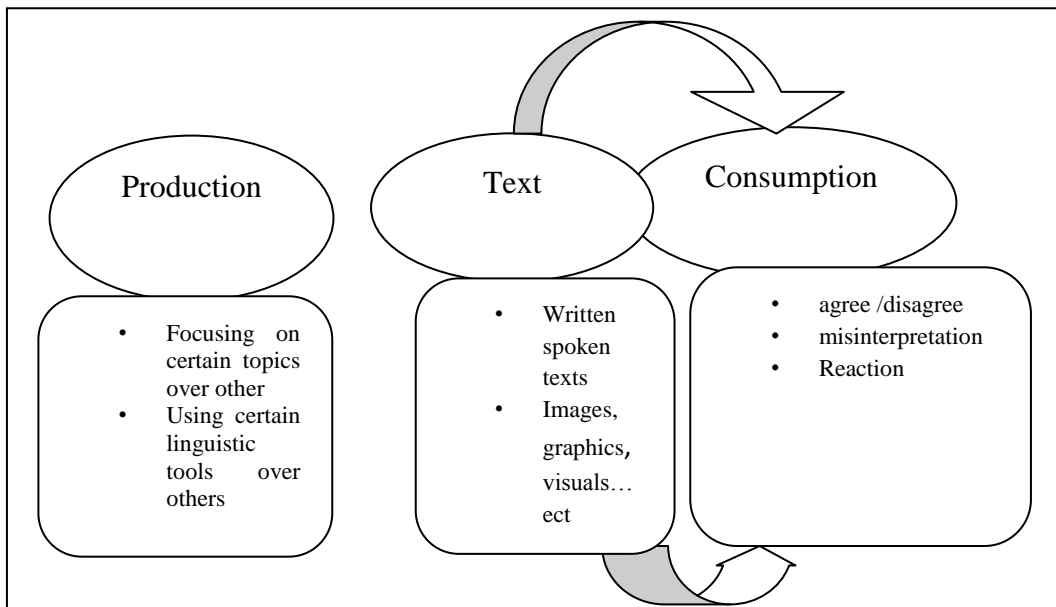 Production
Focusing on
certain topics
over other
Using certain
linguistic
tools over
others
Text
Written
spoken
texts
Images,
graphics,
visuals…
ect
Consumption
agree /disagree
misinterpretation
Reaction